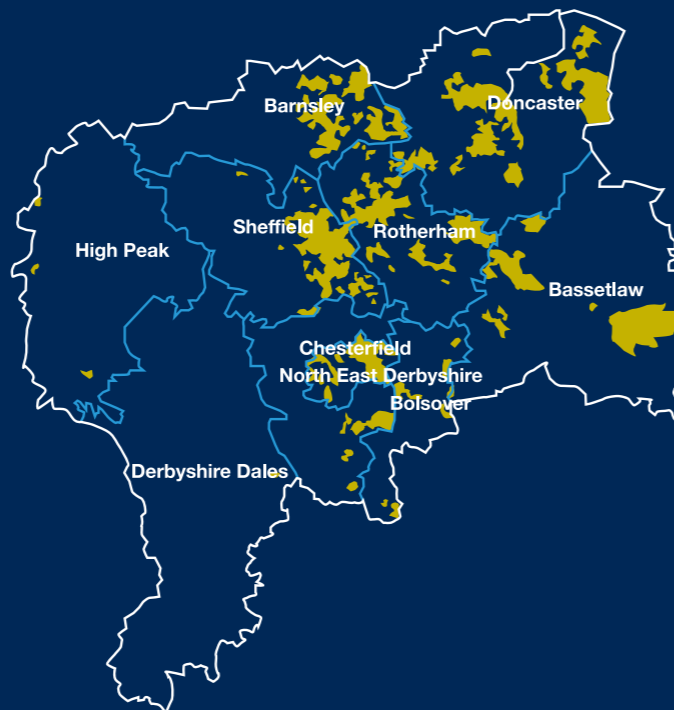 Barnsley
Doncaster
Sheffield
Rotherham
High Peak
Bassetlaw
Chesterfield
North East Derbyshire
Bolsover
Derbyshire Dales